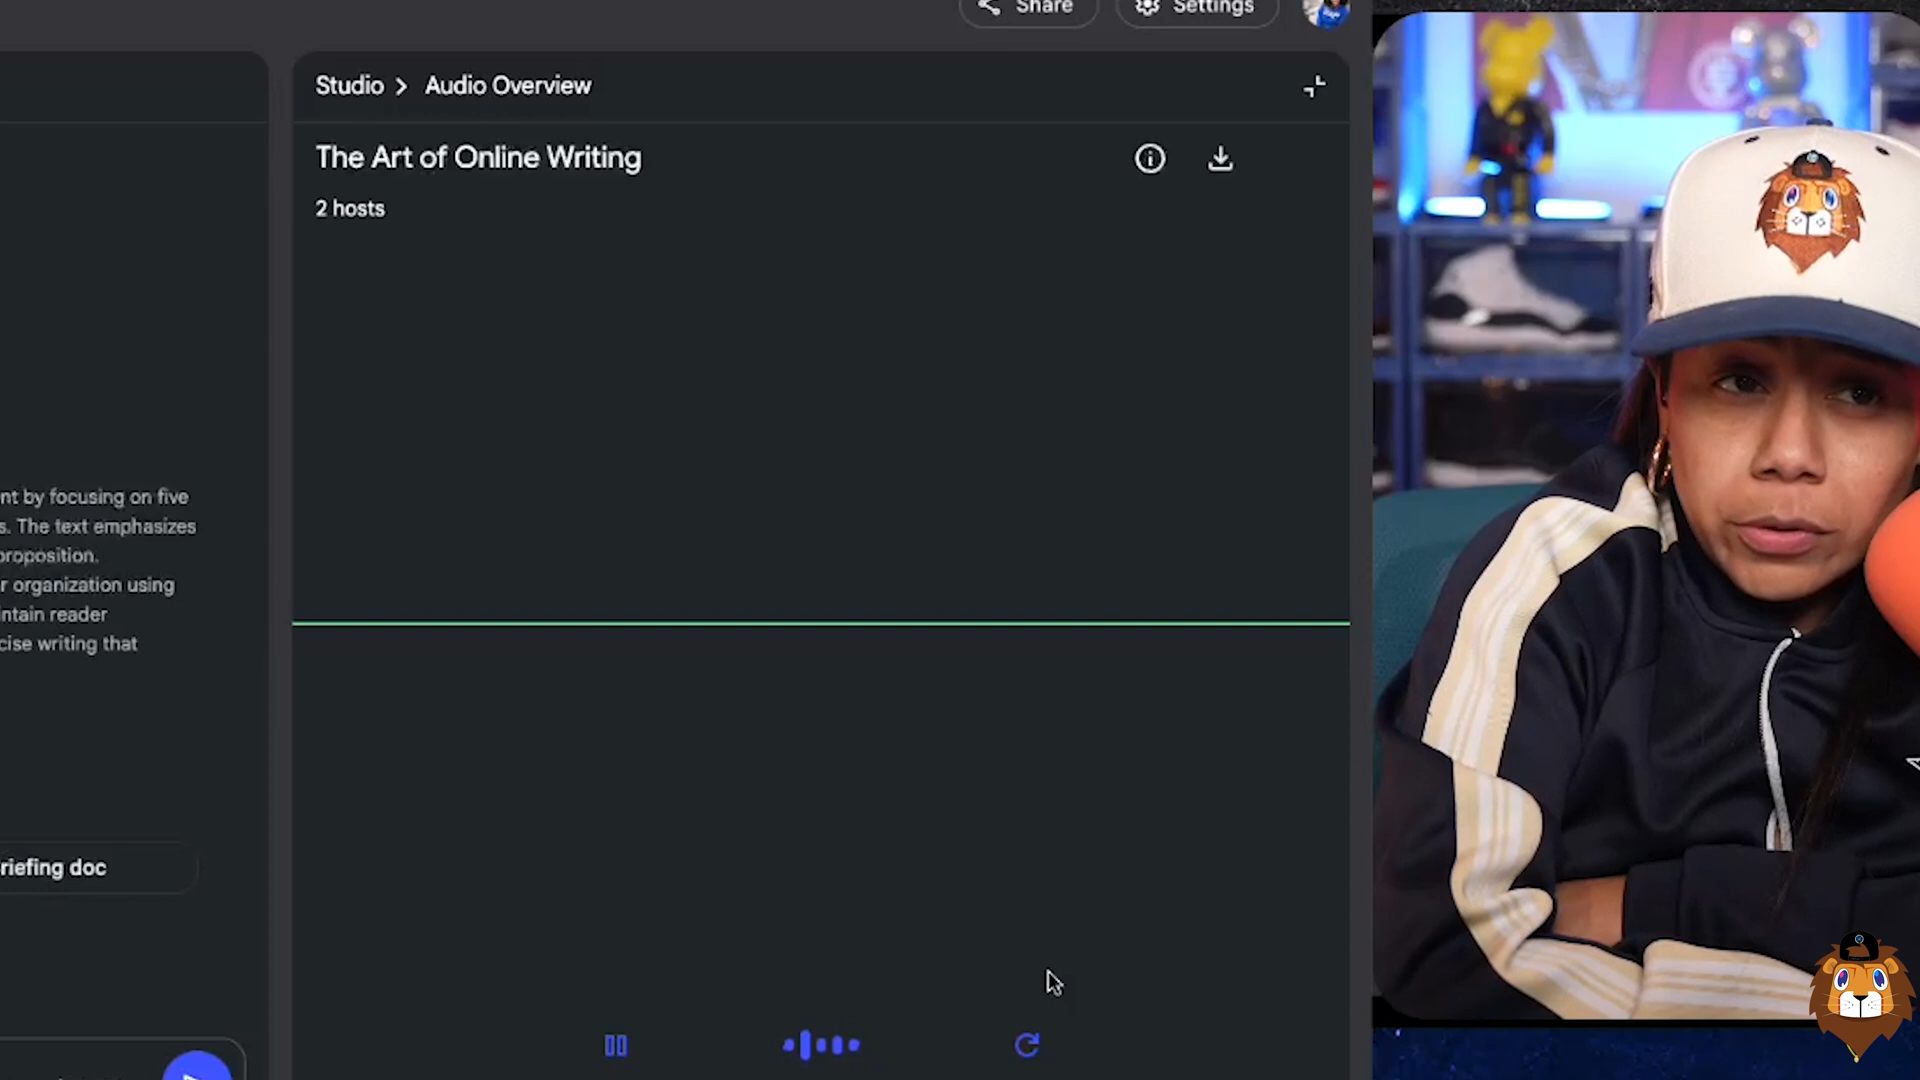 Share
Settings
Studio > Audio Overview
The Art of Online Writing
2 hosts
nt by focusing on five
s. The text emphasizes
proposition.
r organization using
ntain reader
cise writing that
riefing doc